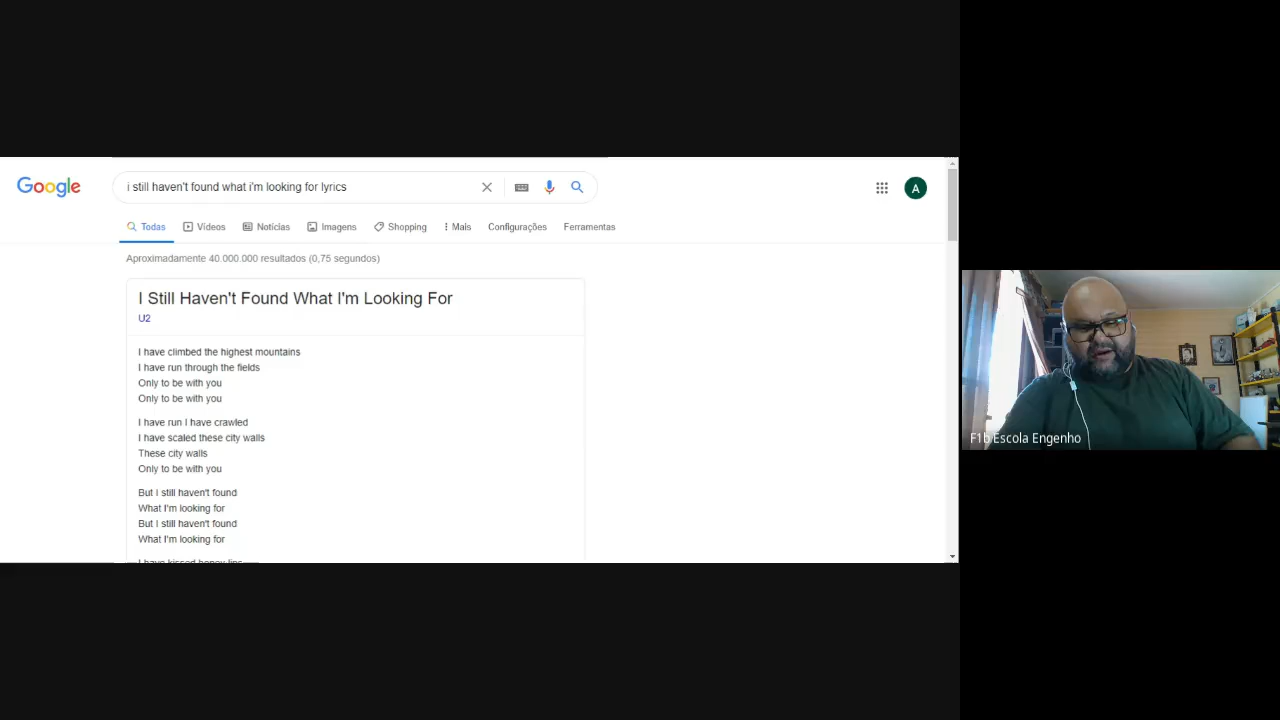 Google
i still haven't found what i'm looking for lyrics
A
Todas Vídeos Notícias Imagens Shopping Mais Configurações Ferramentas
Aproximadamente 40.000.000 resultados (0,75 segundos)
I Still Haven't Found What I'm Looking For
U2
I have climbed the highest mountains
I have run through the fields
Only to be with you
Only to be with you
I have run I have crawled
I have scaled these city walls
These city walls
Only to be with you
But I still haven't found
What I'm looking for
But I still haven't found
What I'm looking for
I have kissed honey lips
F1b Escola Engenho